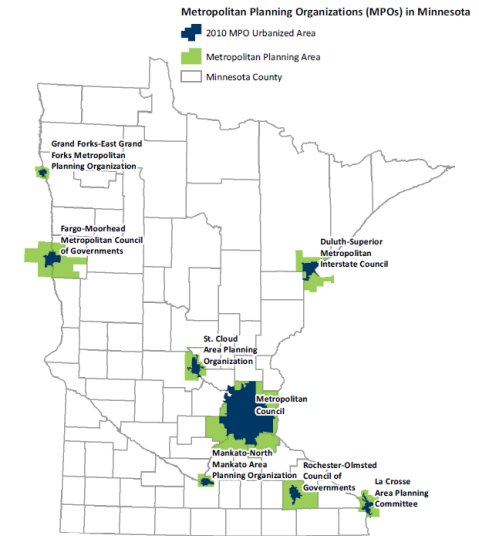 Metropolitan Planning Organizations (MPOs) in Minnesota
2010 MPO Urbanized Area
Metropolitan Planning Area
Minnesota County
Grand Forks-East Grand
Forks Metropolitan
Planning Organization
Fargo-Moorhead
Metropolitan Council
of Governments
Duluth-Superior
Metropolitan
Interstate Council
St. Cloud
Area Planning
Organization
Metropolitan
Council
Mankato-North
Mankato Area
Planning Organization
Rochester-Olmsted
Council of
Governments
La Crosse
Area Planning
Committee